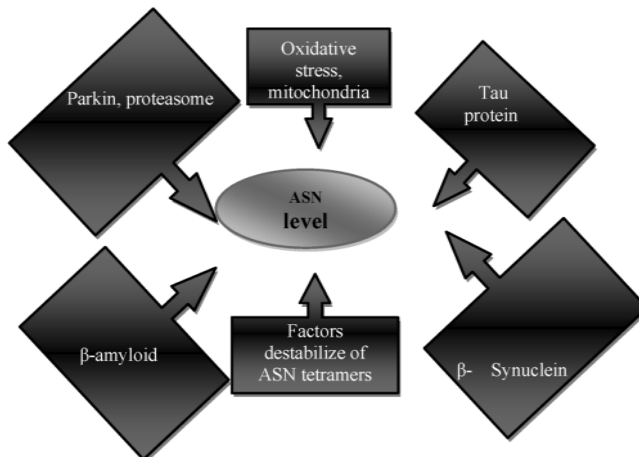 Oxidative
stress,
mitochondria
Parkin, proteasome
Tau
protein
ASN
level
β-amyloid
Factors
destabilize of
ASN tetramers
β- Synuclein